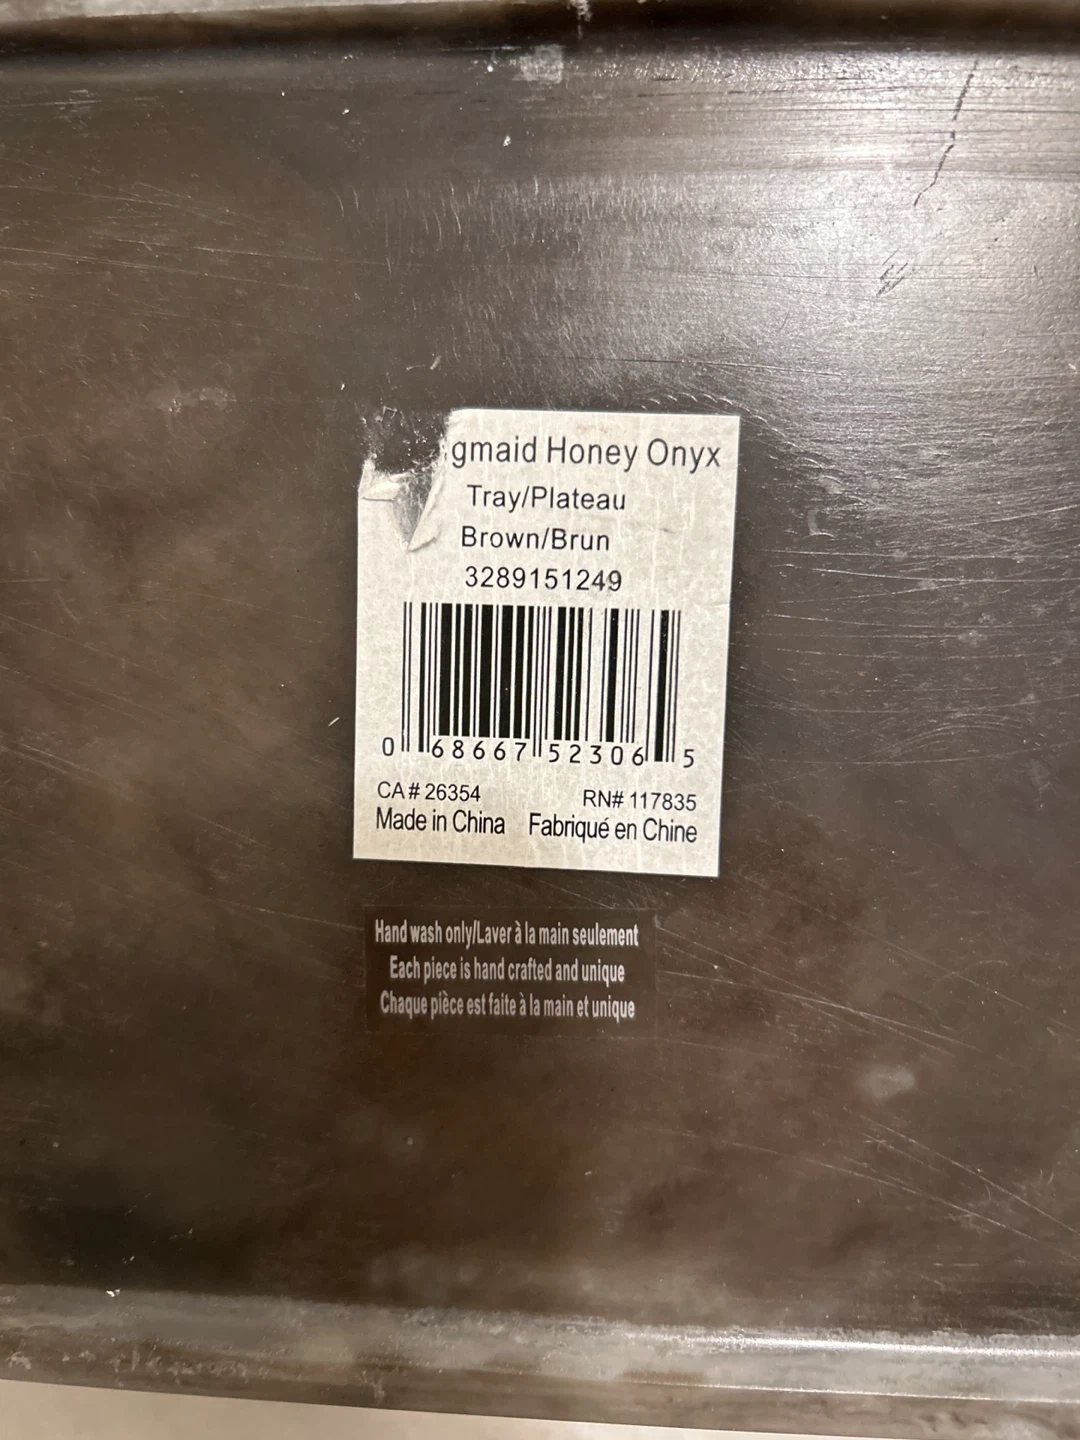 gmaid Honey Onyx
Tray/Plateau
Brown/Brun
3289151249
0 68667 52306 5
CA# 26354 RN# 117835
Made in China Fabriqué en Chine
Hand wash only/Laver à la main seulement
Each piece is hand crafted and unique
Chaque pièce est faite à la main et unique